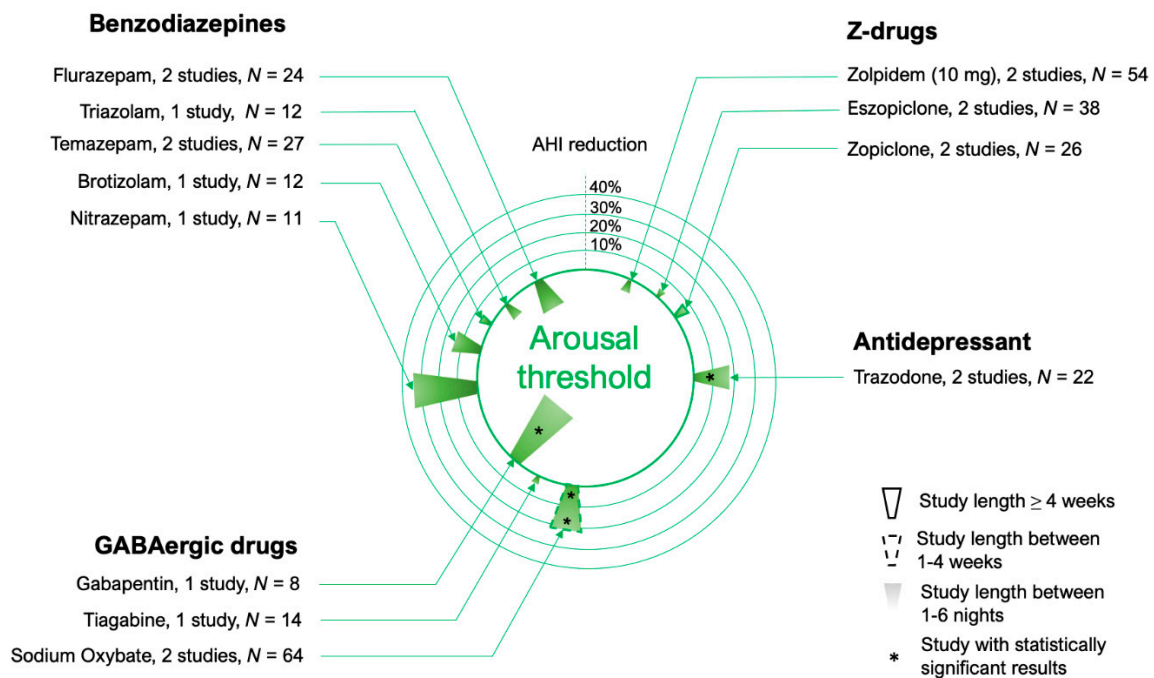 Benzodiazepines
Flurazepam, 2 studies, N = 24
Triazolam, 1 study, N = 12
Temazepam, 2 studies, N = 27
Brotizolam, 1 study, N = 12
Nitrazepam, 1 study, N = 11
Z-drugs
Zolpidem (10 mg), 2 studies, N = 54
Eszopiclone, 2 studies, N = 38
Zopiclone, 2 studies, N = 26
AHI reduction
40%
30%
20%
10%
Arousal
threshold
*
*
*
*
Antidepressant
Trazodone, 2 studies, N = 22
GABAergic drugs
Gabapentin, 1 study, N = 8
Tiagabine, 1 study, N = 14
Sodium Oxybate, 2 studies, N = 64
Study length ≥ 4 weeks
Study length between
1-4 weeks
Study length between
1-6 nights
* Study with statistically
significant results